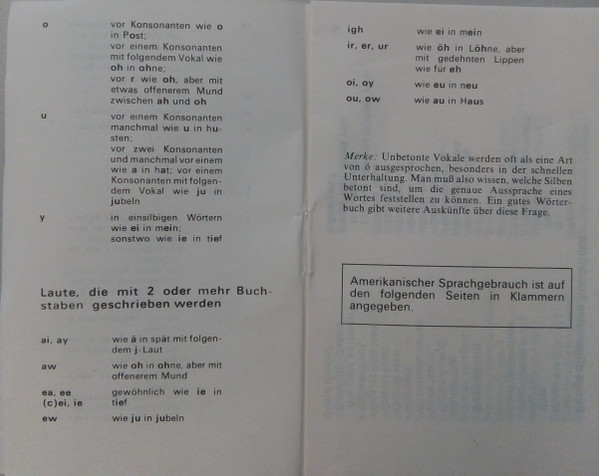 o vor Konsonanten wie o
in Post;
vor einem Konsonanten
mit folgendem Vokal wie
oh in ohne;
vor r wie oh, aber mit
etwas offenerem Mund
zwischen ah und oh
u vor einem Konsonanten
manchmal wie u in hu-
sten;
vor zwei Konsonanten
und manchmal vor einem
wie a in hat; vor einem
Konsonanten mit folgen-
dem Vokal wie ju in
jubeln
y in einsilbigen Wörtern
wie ei in mein;
sonstwo wie ie in tief
Laute, die mit 2 oder mehr Buch-
staben geschrieben werden
ai, ay wie ä in spät mit folgen-
dem j-Laut
aw wie oh in ohne, aber mit
offenerem Mund
ea, ee gewöhnlich wie ie in
(c)ei, ie tief
ew wie ju in jubeln
igh wie ei in mein
ir, er, ur wie öh in Löhne, aber
mit gedehnten Lippen
wie für eh
oi, oy wie eu in neu
ou, ow wie au in Haus
Merke: Unbetonte Vokale werden oft als eine Art
von ö ausgesprochen, besonders in der schnellen
Unterhaltung. Man muß also wissen, welche Silben
betont sind, um die genaue Aussprache eines
Wortes feststellen zu können. Ein gutes Wörter-
buch gibt weitere Auskünfte über diese Frage.
Amerikanischer Sprachgebrauch ist auf
den folgenden Seiten in Klammern
angegeben.